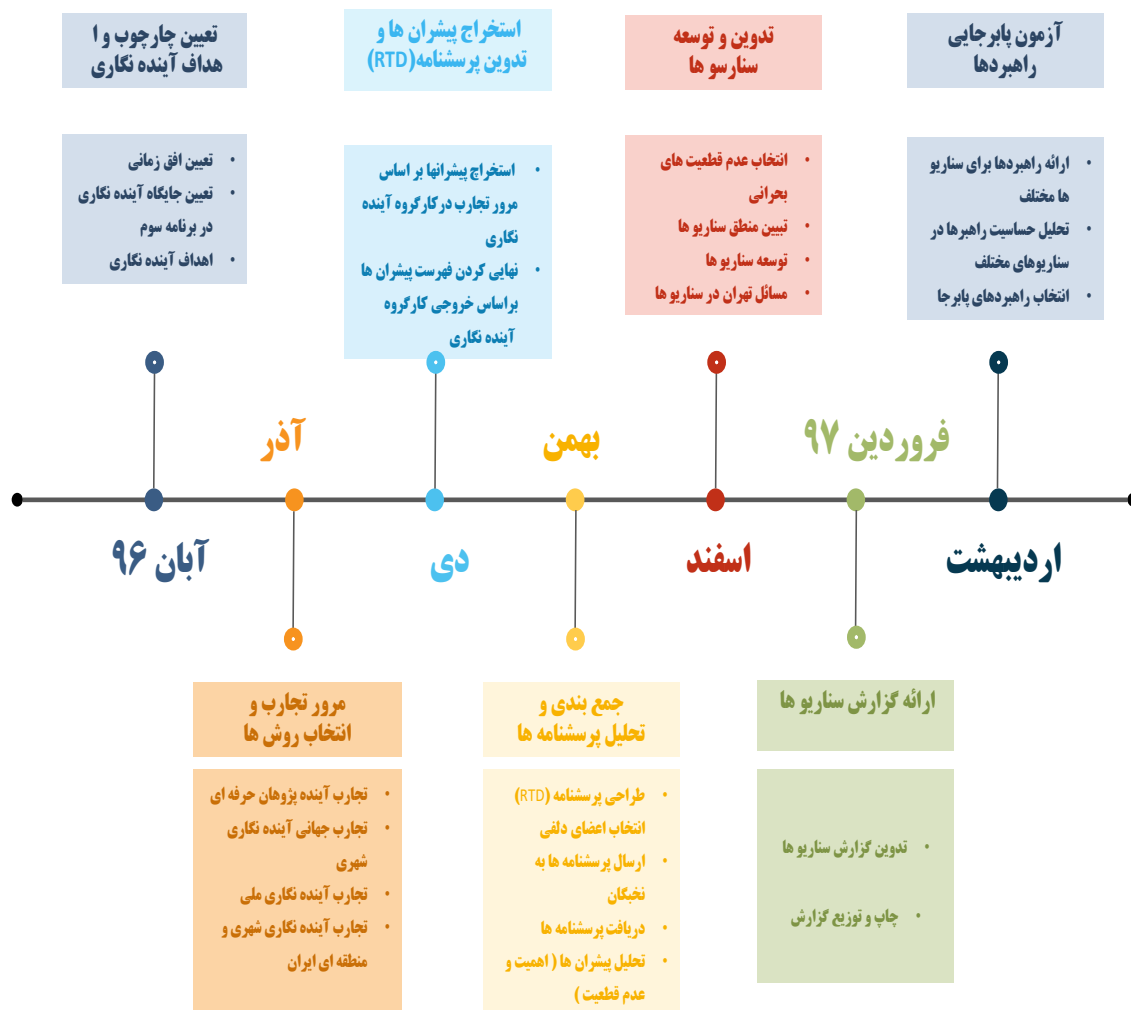 تعیین چارچوب و ا
هداف آینده نگاری
• تعیین افق زمانی
• تعیین جایگاه آینده نگاری
در برنامه سوم
• اهداف آینده نگاری
استخراج پیشران ها و
تدوین پرسشنامه(RTD)
• استخراج پیشرانها بر اساس
مرور تجارب درکارگروه آینده
نگاری
• نهایی کردن فهرست پیشران ها
براساس خروجی کارگروه
آینده نگاری
تدوین و توسعه
سنارسو ها
• انتخاب عدم قطعیت های
بحرانی
• تبیین منطق سناریو ها
• توسعه سناریو ها
• مسائل تهران در سناریو ها
آزمون پابرجایی
راهبردها
• ارائه راهبردها برای سناریو
ها مختلف
• تحلیل حساسیت راهبرها در
سناریوهای مختلف
• انتخاب راهبردهای پابرجا
آبان ۹۶
آذر
دی
بهمن
اسفند
فروردین ۹۷
اردیبهشت
مرور تجارب و
انتخاب روش ها
• تجارب آینده پژوهان حرفه ای
• تجارب جهانی آینده نگاری
شهری
• تجارب آینده نگاری ملی
• تجارب آینده نگاری شهری و
منطقه ای ایران
جمع بندی و
تحلیل پرسشنامه ها
• طراحی پرسشنامه (RTD)
انتخاب اعضای دلفی
• ارسال پرسشنامه ها به
نخبگان
• دریافت پرسشنامه ها
• تحلیل پیشران ها ( اهمیت و
عدم قطعیت )
ارائه گزارش سناریو ها
• تدوین گزارش سناریو ها
• چاپ و توزیع گزارش